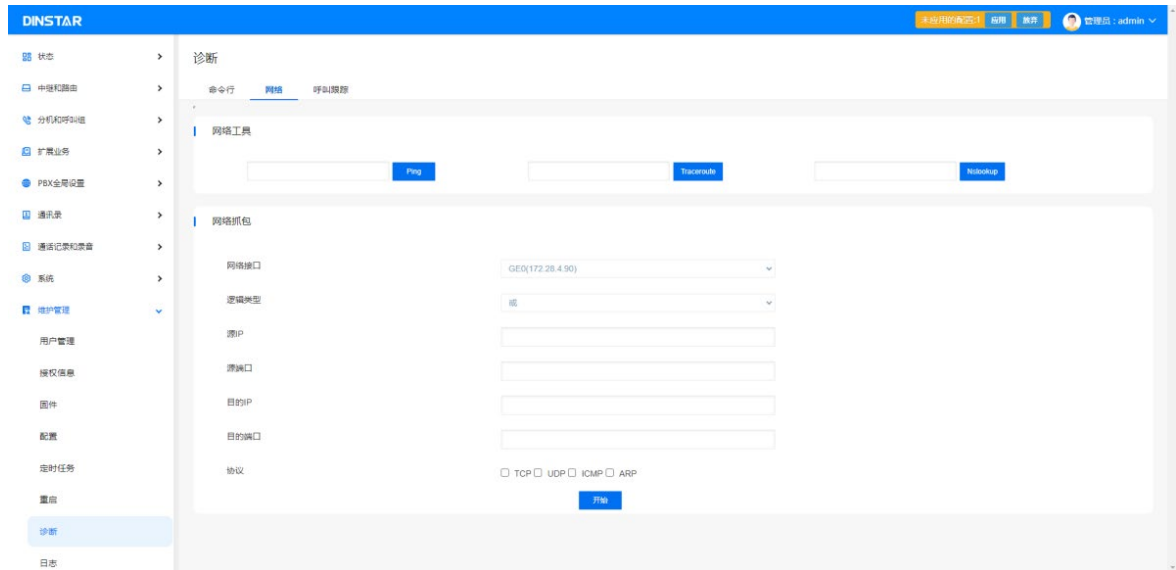 DINSTAR
未应用的配置:1 应用 放弃 管理员 : admin
状态
中继和路由
分机和呼叫组
扩展业务
PBX全局设置
通讯录
通话记录和录音
系统
维护管理
用户管理
授权信息
固件
配置
定时任务
重启
诊断
日志
诊断
命令行 网络 呼叫跟踪
网络工具
Ping Traceroute Nslookup
网络抓包
网络接口 GE0(172.28.4.90)
逻辑类型 或
源IP
源端口
目的IP
目的端口
协议 TCP UDP ICMP ARP
开始